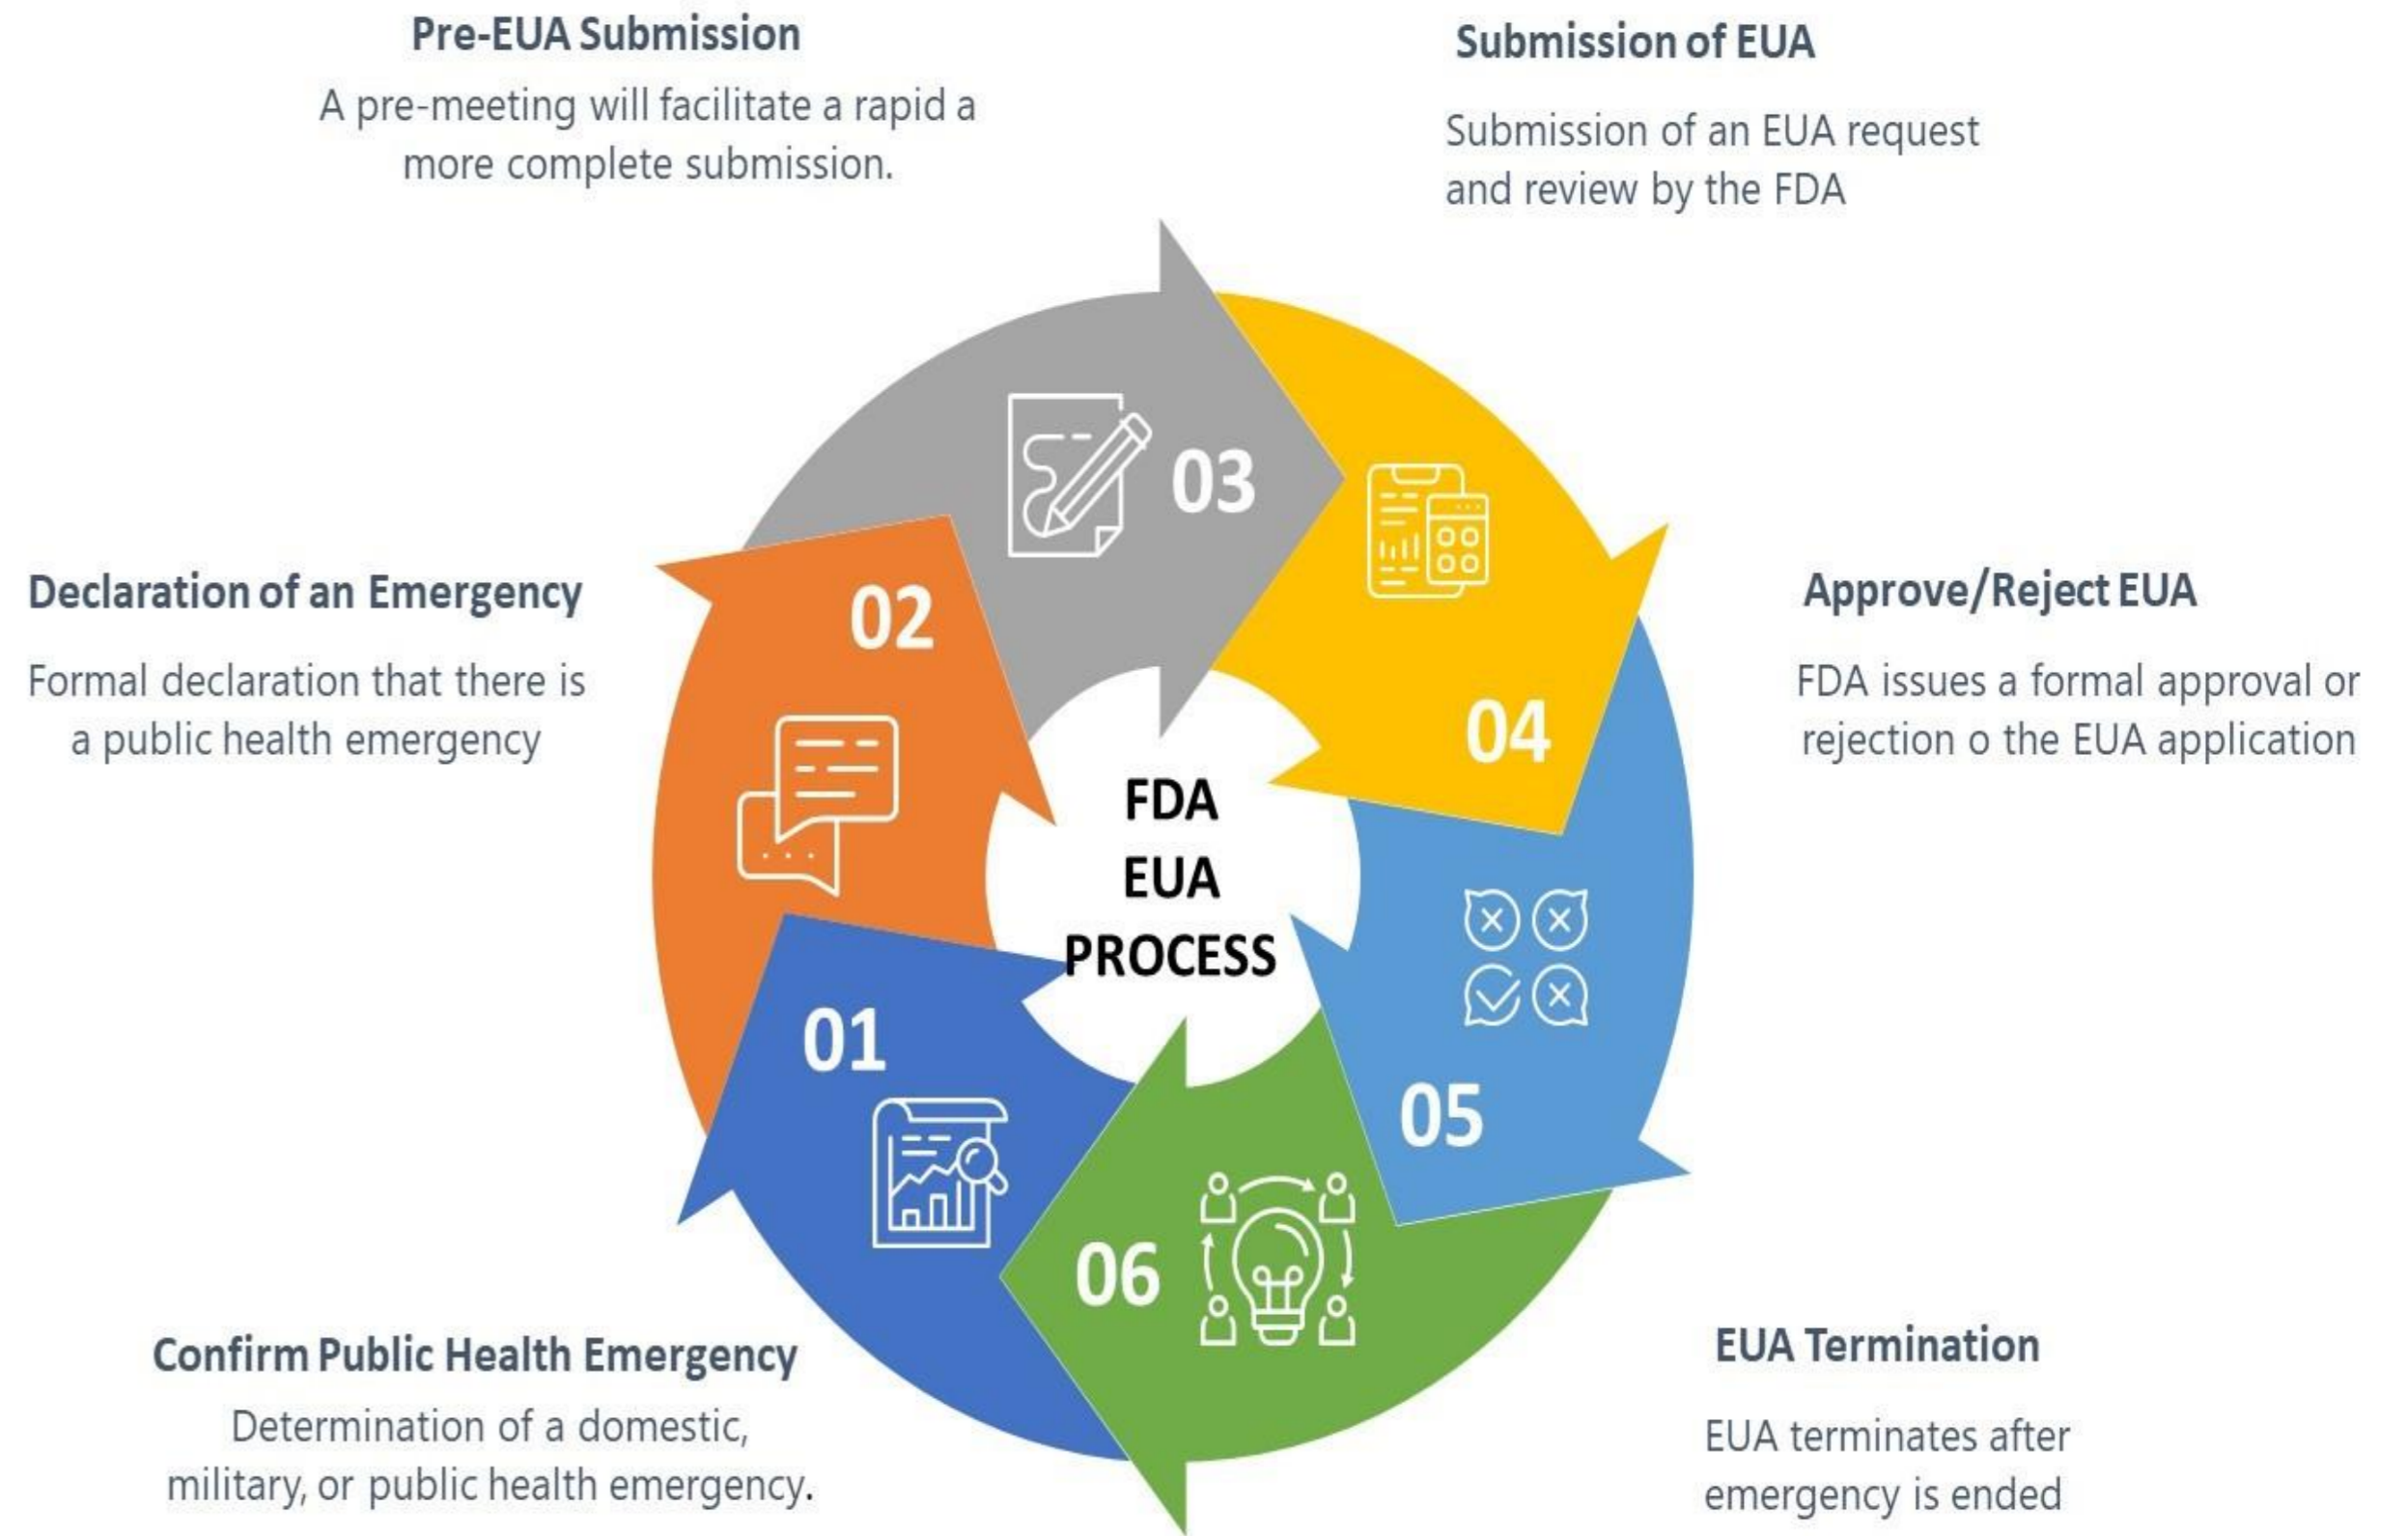 Pre-EUA Submission
A pre-meeting will facilitate a rapid a
more complete submission.
Submission of EUA
Submission of an EUA request
and review by the FDA
03
Declaration of an Emergency
Formal declaration that there is
a public health emergency
02
04
Approve/Reject EUA
FDA issues a formal approval or
rejection o the EUA application
FDA
EUA
PROCESS
01
05
06
Confirm Public Health Emergency
Determination of a domestic,
military, or public health emergency.
EUA Termination
EUA terminates after
emergency is ended